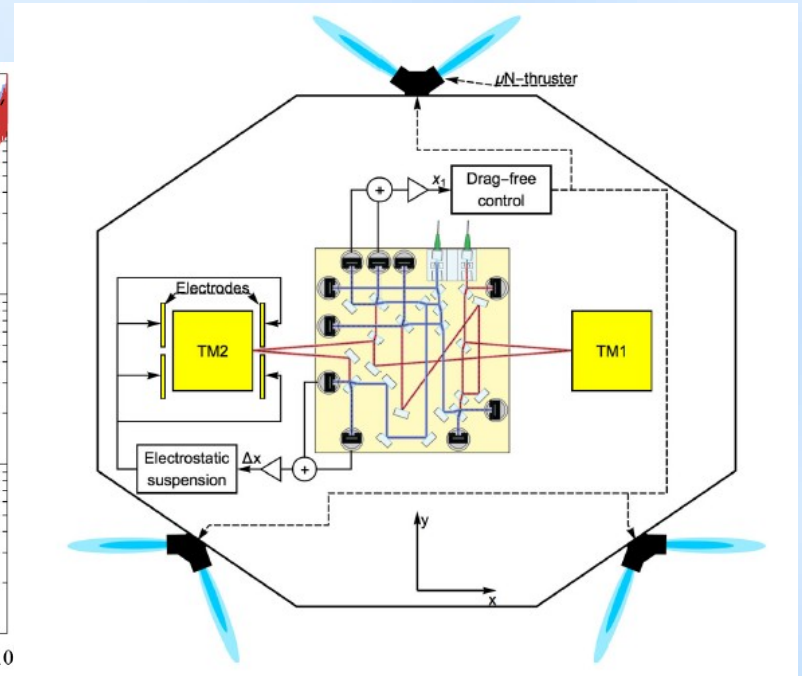 μN−thruster
x₁
Drag−free
control
Electrodes
TM2
TM1
Electrostatic
suspension
Δx
y
x
0